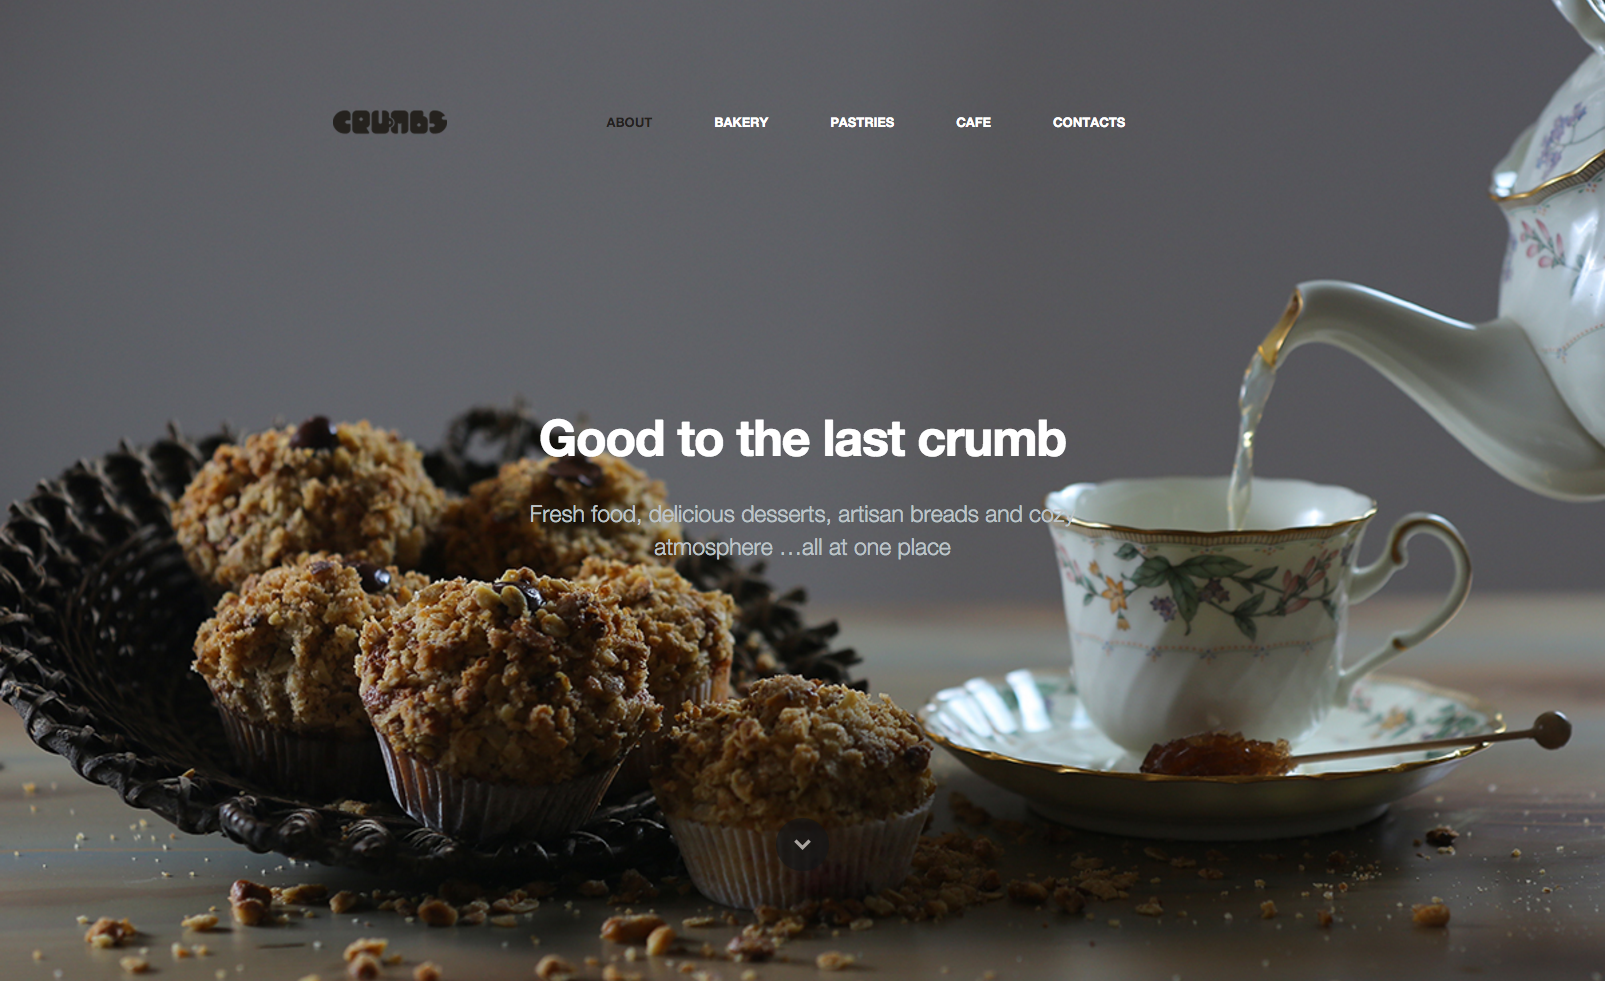 CRUMBS
ABOUT BAKERY PASTRIES CAFE CONTACTS
Good to the last crumb
Fresh food, delicious desserts, artisan breads and cozy
atmosphere ...all at one place